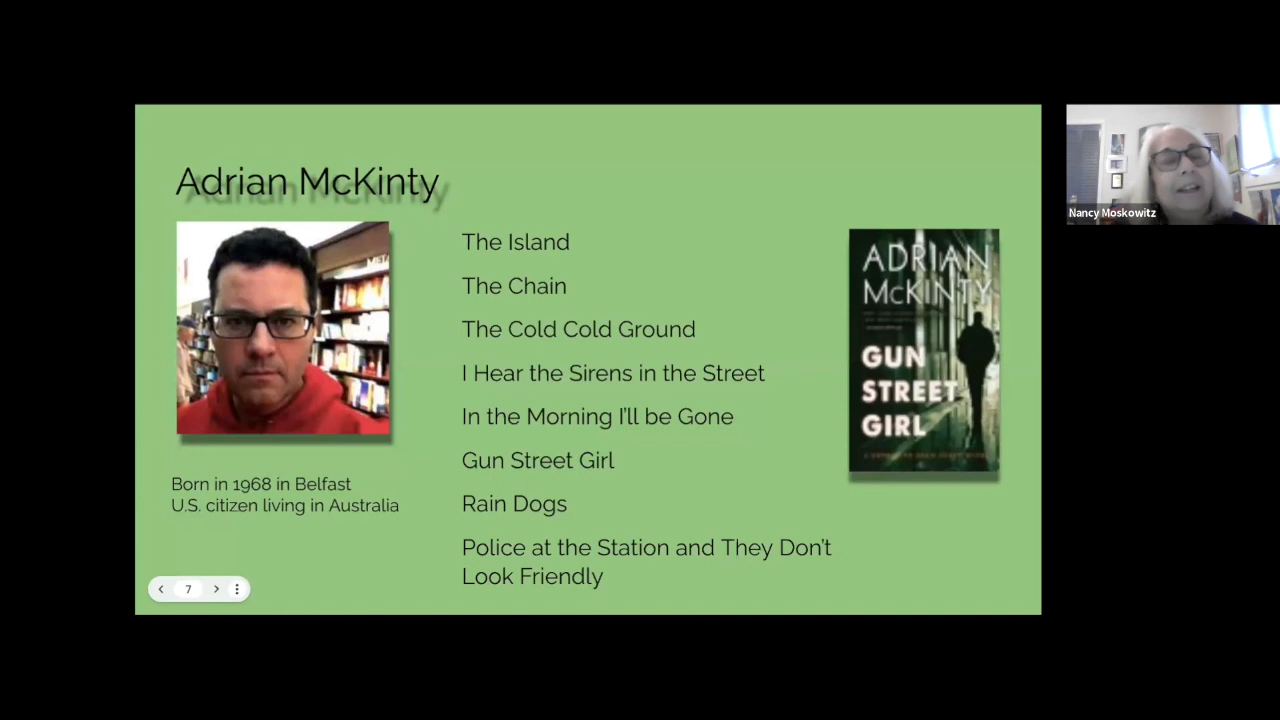 Adrian McKinty
The Island
The Chain
The Cold Cold Ground
I Hear the Sirens in the Street
In the Morning I'll be Gone
Gun Street Girl
Rain Dogs
Police at the Station and They Don't
Look Friendly
Born in 1968 in Belfast
U.S. citizen living in Australia
ADRIAN
McKINTY
GUN
STREET
GIRL
7
Nancy Moskowitz